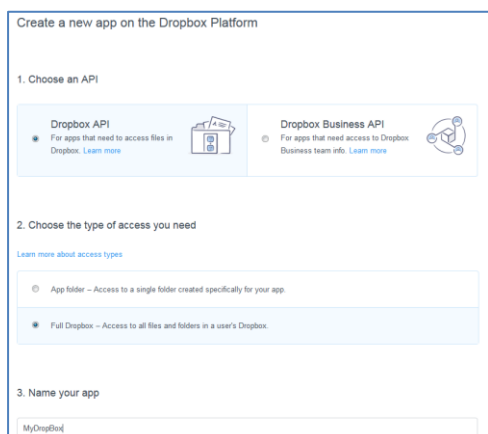 Create a new app on the Dropbox Platform
1. Choose an API
Dropbox API
For apps that need to access files in
Dropbox. Learn more
Dropbox Business API
For apps that need access to Dropbox
Business team info. Learn more
2. Choose the type of access you need
Learn more about access types
App folder – Access to a single folder created specifically for your app.
Full Dropbox – Access to all files and folders in a user's Dropbox.
3. Name your app
MyDropBox